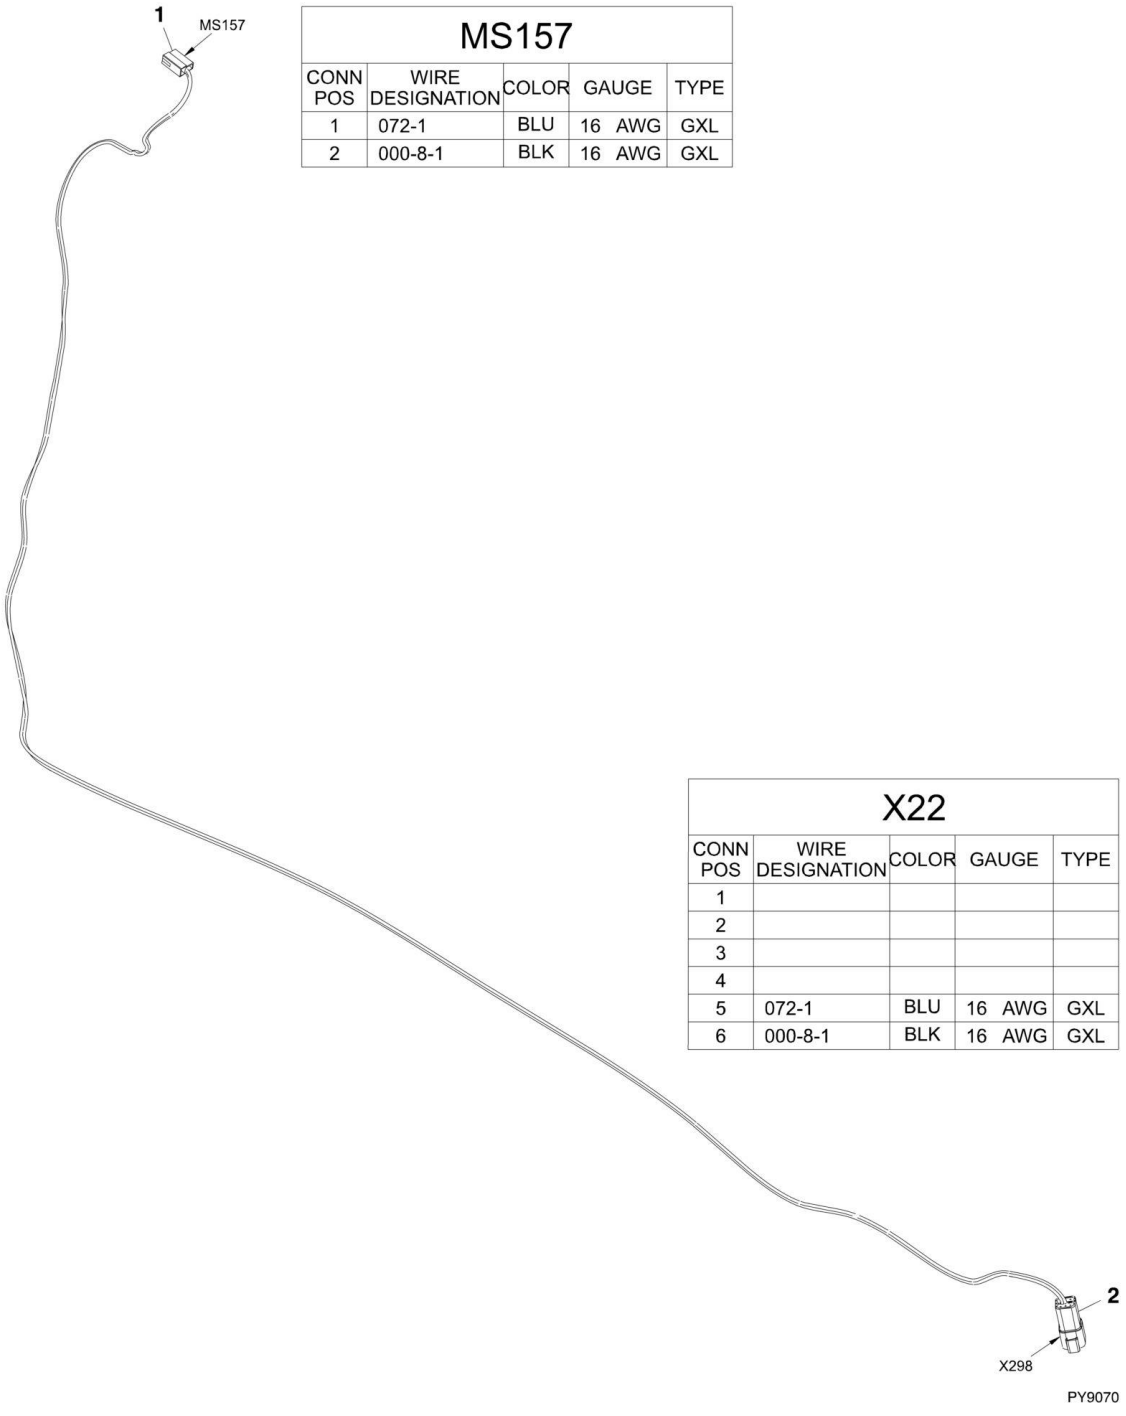 1
MS157
MS157
CONN POS WIRE DESIGNATION COLOR GAUGE TYPE
1 072-1 BLU 16 AWG GXL
2 000-8-1 BLK 16 AWG GXL
X22
CONN POS WIRE DESIGNATION COLOR GAUGE TYPE
1
2
3
4
5 072-1 BLU 16 AWG GXL
6 000-8-1 BLK 16 AWG GXL
2
X298
PY9070